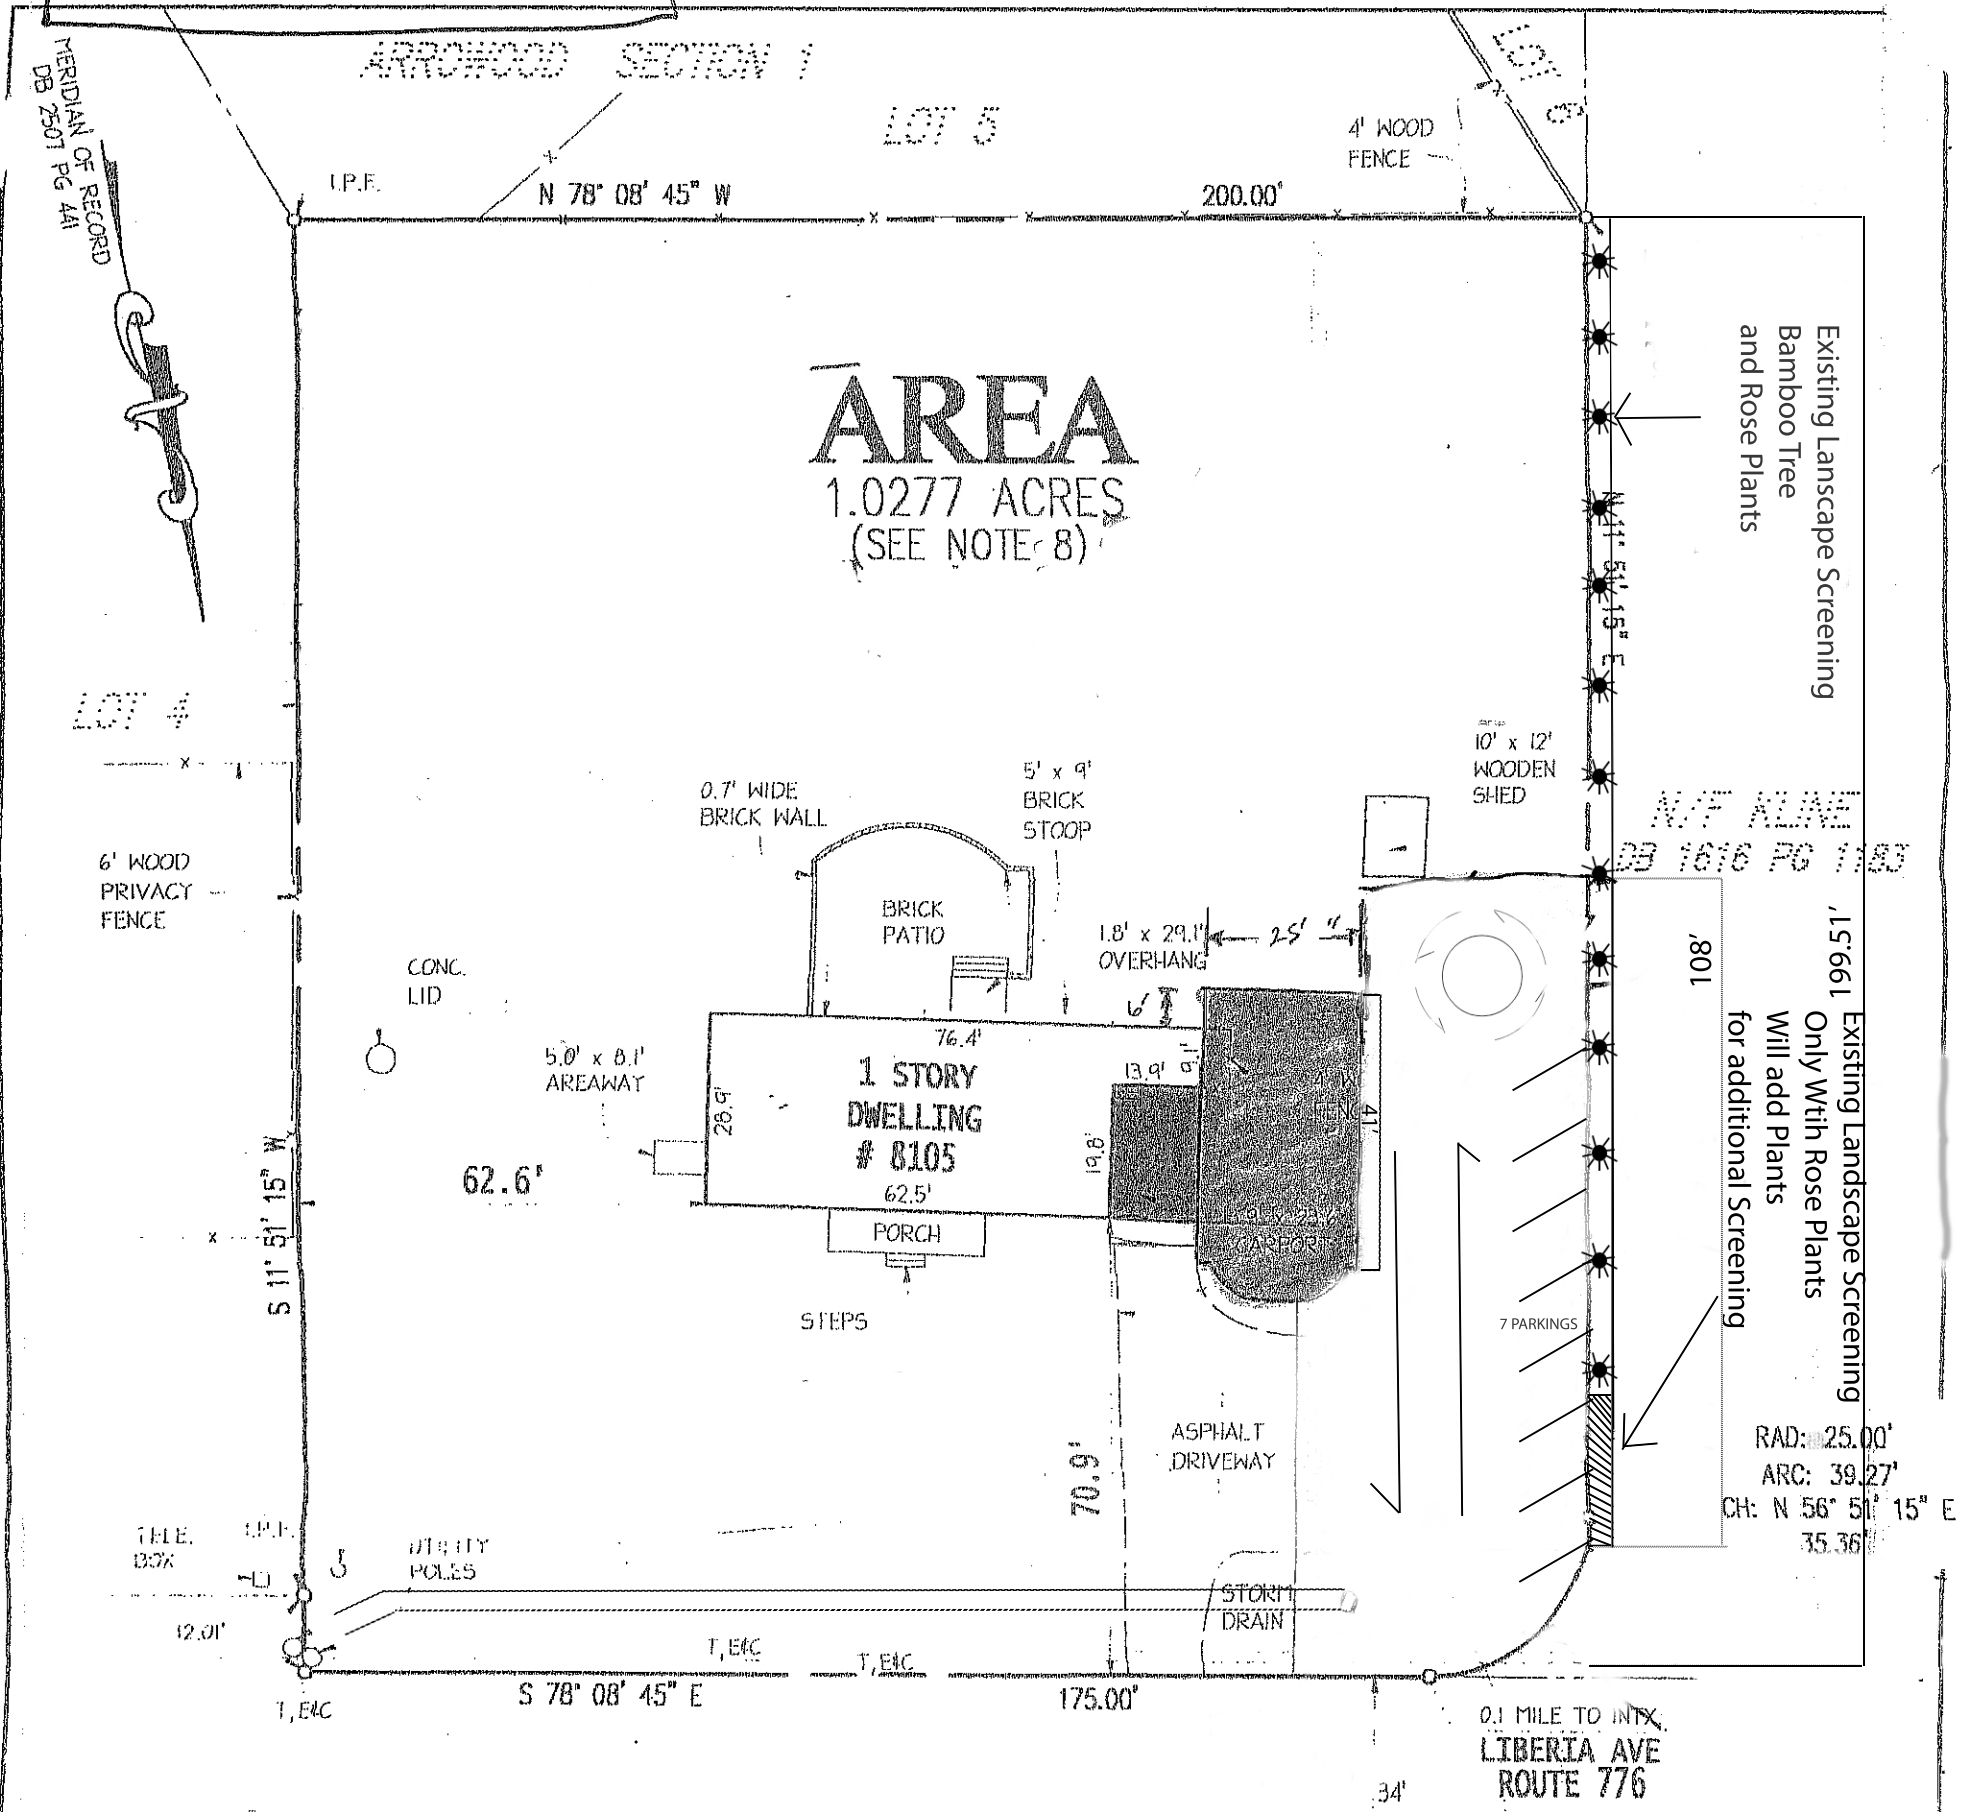 MERIDIAN OF RECORD
DB 2507 PG 441
ARROWOOD SECTION 1
LOT 5
LOT 6
4' WOOD
FENCE
I.P.F.
N 78° 08' 45" W
200.00'
AREA
1.0277 ACRES
(SEE NOTE 8)
Existing Lanscape Screening
Bamboo Tree
and Rose Plants
N 11° 51' 15" E
LOT 4
10' x 12'
WOODEN
SHED
N/F KLINE
DB 1616 PG 1183
0.7' WIDE
BRICK WALL
5' x 9'
BRICK
STOOP
6' WOOD
PRIVACY
FENCE
BRICK
PATIO
1.8' x 29.1'
OVERHANG
25'
6'
108'
199.51'
CONC.
LID
5.0' x 8.1'
AREAWAY
76.4'
1 STORY
DWELLING
# 8105
62.5'
28.9'
13.9'
9.1'
19.8'
41'
CARPORT
62.6'
PORCH
STEPS
S 11° 51' 15" W
Existing Landscape Screening
Only Wth Rose Plants
Will add Plants
for additional Screening
7 PARKINGS
ASPHALT
DRIVEWAY
70.9'
RAD: 25.00'
ARC: 39.27'
CH: N 56° 51' 15" E
35.36'
TELE.
BOX
I.P.F.
UTILITY
POLES
STORM
DRAIN
12.01'
T,E&C
T,E&C
T,E&C
S 78° 08' 45" E
175.00'
0.1 MILE TO INTX.
LIBERIA AVE
ROUTE 776
34'